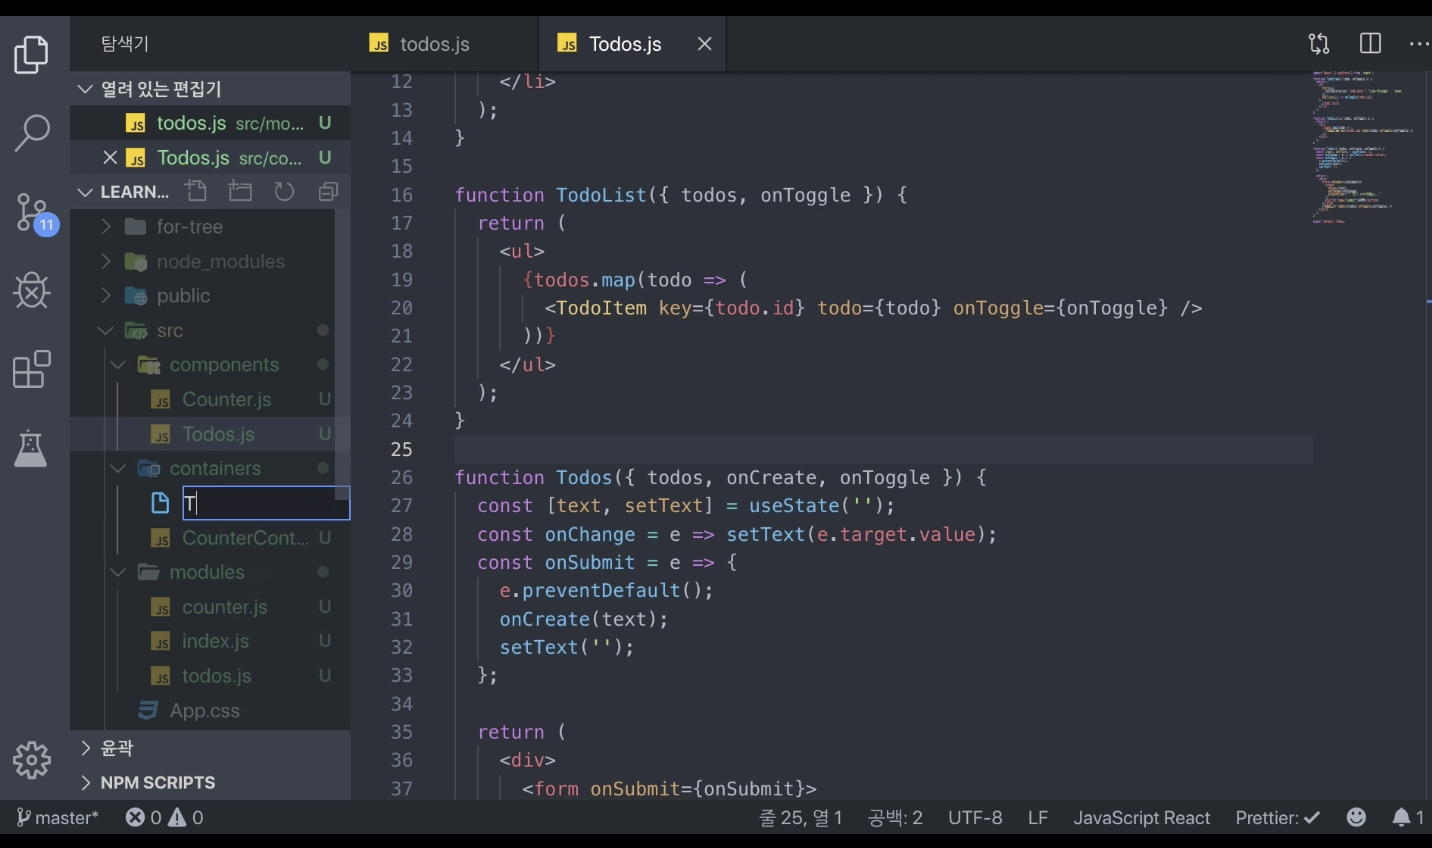 탐색기
열려 있는 편집기
JS todos.js src/mo... U
JS Todos.js src/co... U
LEARN...
for-tree
node_modules
public
src
components
JS Counter.js U
JS Todos.js U
containers
T
JS CounterCont... U
modules
JS counter.js U
JS index.js U
JS todos.js U
App.css
윤곽
NPM SCRIPTS
11
JS todos.js
JS Todos.js
12 </li>
13 );
14 }
15
16 function TodoList({ todos, onToggle }) {
17 return (
18 <ul>
19 {todos.map(todo => (
20 <TodoItem key={todo.id} todo={todo} onToggle={onToggle} />
21 ))}
22 </ul>
23 );
24 }
25
26 function Todos({ todos, onCreate, onToggle }) {
27 const [text, setText] = useState('');
28 const onChange = e => setText(e.target.value);
29 const onSubmit = e => {
30 e.preventDefault();
31 onCreate(text);
32 setText('');
33 };
34
35 return (
36 <div>
37 <form onSubmit={onSubmit}>
master* 0 0 줄 25, 열 1 공백: 2 UTF-8 LF JavaScript React Prettier: ✓ 1